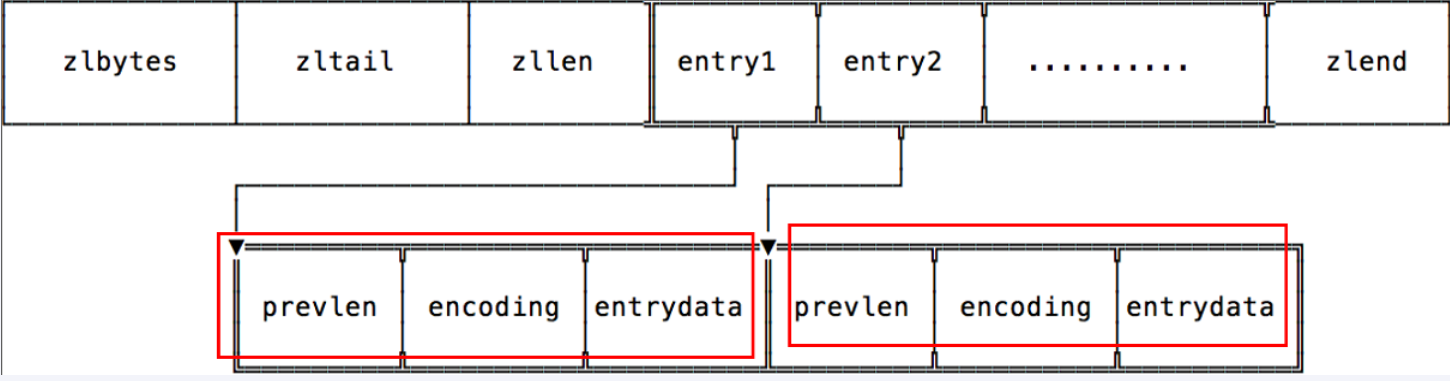 zlbytes zltail zllen entry1 entry2 .......... zlend
prevlen encoding entrydata prevlen encoding entrydata